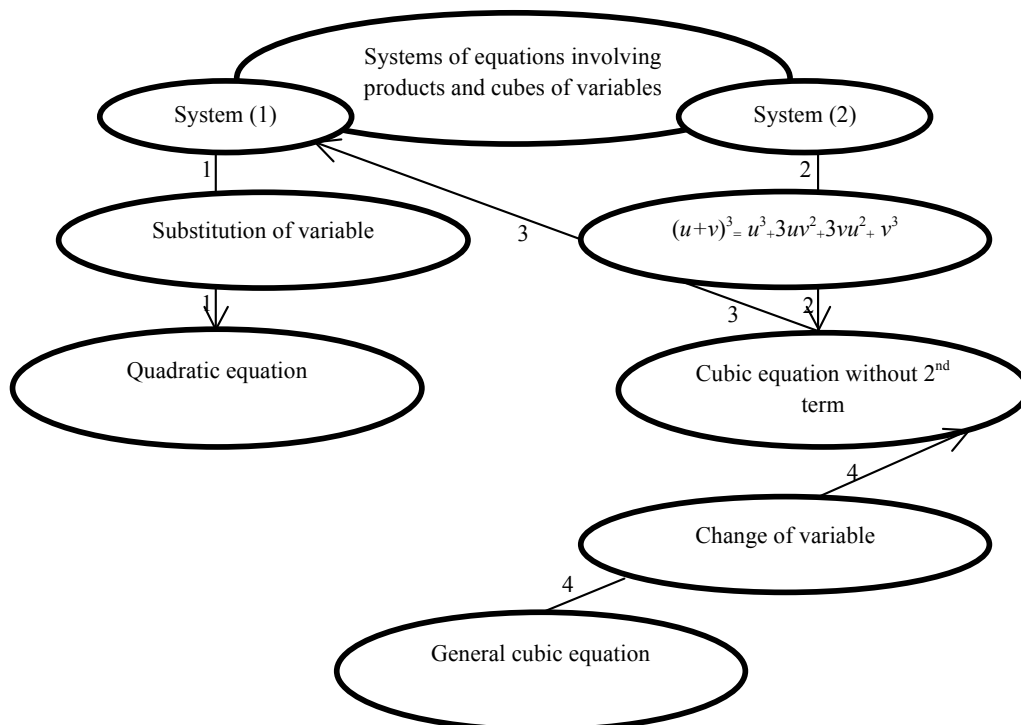 Systems of equations involving
products and cubes of variables
System (1)
System (2)
1
2
Substitution of variable
3
(u+v)³= u³+3uv²+3vu²+ v³
1
3
2
Quadratic equation
Cubic equation without 2nd
term
4
Change of variable
4
General cubic equation